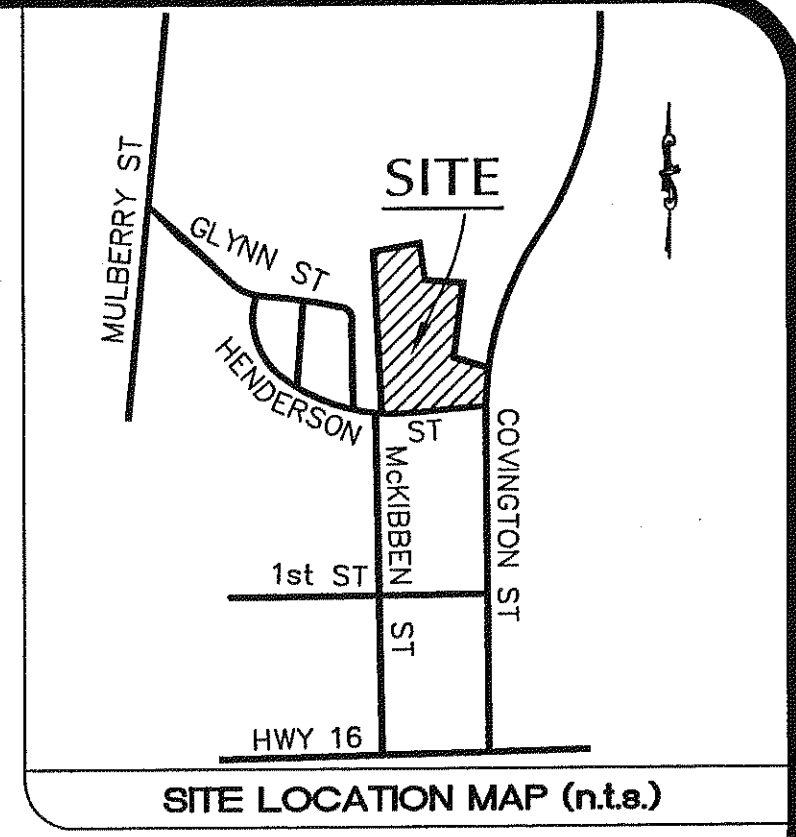 SITE
MULBERRY ST
GLYNN ST
HENDERSON
ST
COVINGTON ST
McKIBBEN
1st ST
ST
HWY 16
SITE LOCATION MAP (n.t.s.)